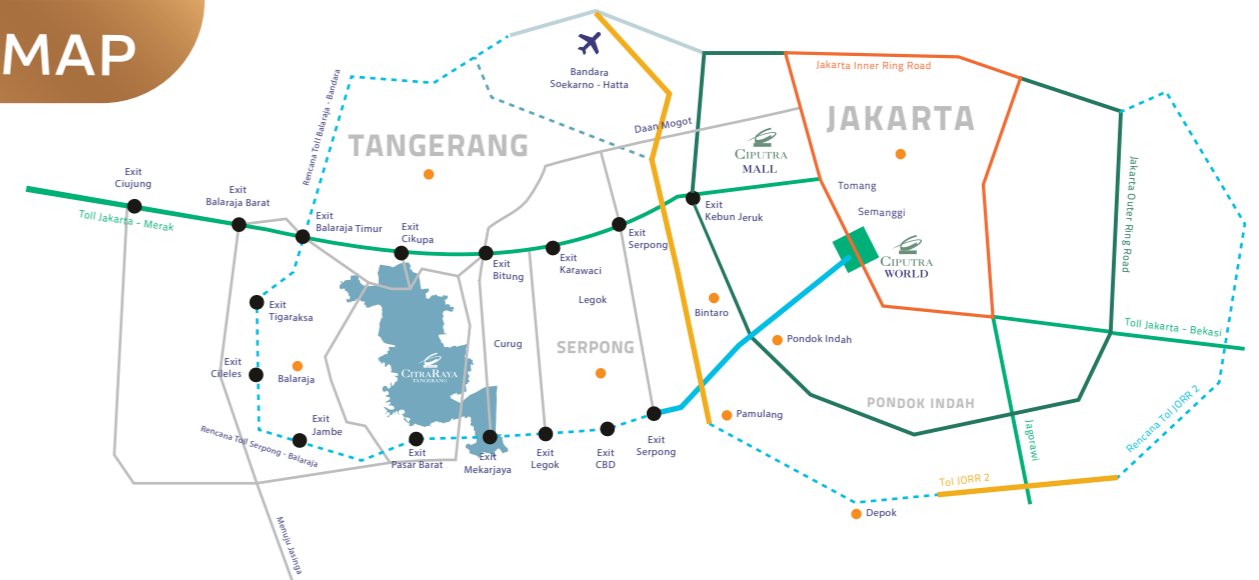 MAP
Bandara
Soekarno - Hatta
Jakarta Inner Ring Road
Rencana Toll Balaraja - Bandara
TANGERANG
Daan Mogot
JAKARTA
CIPUTRA
MALL
Exit
Ciujung
Exit
Balaraja Barat
Toll Jakarta - Merak
Exit
Balaraja Timur
Exit
Cikupa
Exit
Bitung
Exit
Karawaci
Exit
Serpong
Exit
Kebun Jeruk
Tomang
Semanggi
CIPUTRA
WORLD
Jakarta Outer Ring Road
Exit
Tigaraksa
Legok
Bintaro
Curug
SERPONG
Pondok Indah
Toll Jakarta - Bekasi
Exit
Cileles
Balaraja
CITRARAYA
TANGERANG
PONDOK INDAH
Pamulang
Exit
Jambe
Rencana Toll Serpong - Balaraja
Exit
Pasar Barat
Exit
Mekarjaya
Exit
Legok
Exit
CBD
Exit
Serpong
Jagorawi
Rencana Tol JORR 2
Tol JORR 2
Depok
Menuju Jasinga